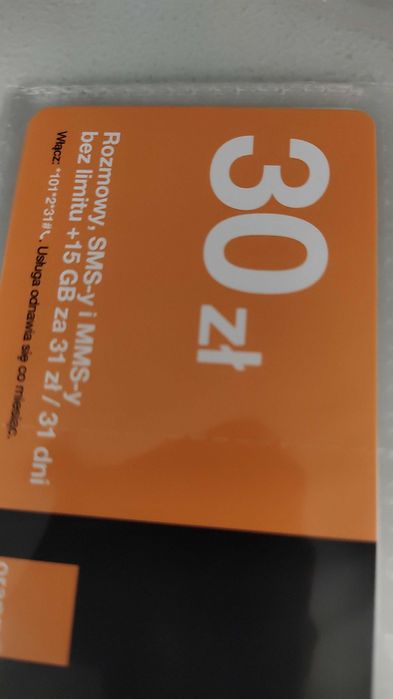 30 zł
Rozmowy, SMS-y i MMS-y
bez limitu +15 GB za 31 zł / 31 dni
Włącz: *101*2*31#📞. Usługa odnawia się co miesiąc.